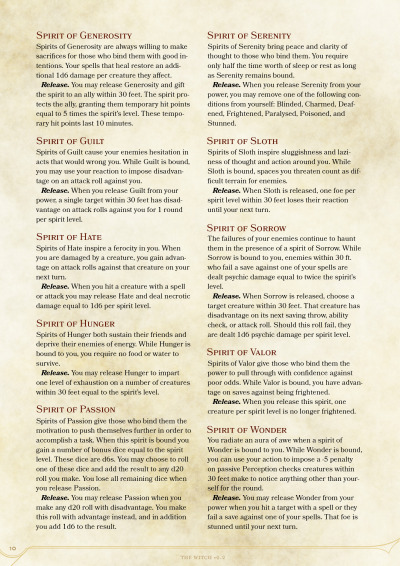 Spirit of Generosity
Spirits of Generosity are always willing to make
sacrifices for those who bind them with good in-
tentions. Your spells that heal restore an addi-
tional 1d6 damage per creature they affect.
Release. You may release Generosity and gift
the spirit to an ally within 30 feet. The spirit pro-
tects the ally, granting them temporary hit points
equal to 5 times the spirit's level. These tempo-
rary hit points last 10 minutes.
Spirit of Guilt
Spirits of Guilt cause your enemies hesitation in
acts that would wrong you. While Guilt is bound,
you may use your reaction to impose disadvan-
tage on an attack roll against you.
Release. When you release Guilt from your
power, a single target within 30 feet has disad-
vantage on attack rolls against you for 1 round
per spirit level.
Spirit of Hate
Spirits of Hate inspire a ferocity in you. When
you are damaged by a creature, you gain advan-
tage on attack rolls against that creature on your
next turn.
Release. When you hit a creature with a spell
or attack you may release Hate and deal necrotic
damage equal to 1d6 per spirit level.
Spirit of Hunger
Spirits of Hunger both sustain their friends and
deprive their enemies of energy. While Hunger is
bound to you, you require no food or water to
survive.
Release. You may release Hunger to impart
one level of exhaustion on a number of creatures
within 30 feet equal to the spirit's level.
Spirit of Passion
Spirits of Passion give those who bind them the
motivation to push themselves further in order to
accomplish a task. When this spirit is bound you
gain a number of bonus dice equal to the spirit
level. These dice are d6s. You may choose to roll
one of these dice and add the result to any d20
roll you make. You lose all remaining dice when
you release Passion.
Release. You may release Passion when you
make any d20 roll with disadvantage. You make
this roll with advantage instead, and in addition
you add 1d6 to the result.
Spirit of Serenity
Spirits of Serenity bring peace and clarity of
thought to those who bind them. You require
only half the time worth of sleep or rest as long
as Serenity remains bound.
Release. When you release Serenity from your
power, you may remove one of the following con-
ditions from yourself: Blinded, Charmed, Deaf-
ened, Frightened, Paralysed, Poisoned, and
Stunned.
Spirit of Sloth
Spirits of Sloth inspire sluggishness and lazi-
ness of thought and action around you. While
Sloth is bound, spaces you threaten count as dif-
ficult terrain for enemies.
Release. When Sloth is released, one foe per
spirit level within 30 feet loses their reaction
until your next turn.
Spirit of Sorrow
The failures of your enemies continue to haunt
them in the presence of a spirit of Sorrow. While
Sorrow is bound to you, enemies within 30 ft.
who fail a save against one of your spells are
dealt psychic damage equal to twice the spirit's
level.
Release. When Sorrow is released, choose a
target creature within 30 feet. That creature has
disadvantage on its next saving throw, ability
check, or attack roll. Should this roll fail, they
are dealt 1d6 psychic damage per spirit level.
Spirit of Valor
Spirits of Valor give those who bind them the
power to pull through with confidence against
poor odds. While Valor is bound, you have advan-
tage on saves against being frightened.
Release. When you release this spirit, one
creature per spirit level is no longer frightened.
Spirit of Wonder
You radiate an aura of awe when a spirit of
Wonder is bound to you. While Wonder is bound,
you can use your action to impose a -5 penalty
on passive Perception checks creatures within
30 feet make to notice anything other than your-
self for the round.
Release. You may release Wonder from your
power when you hit a target with a spell or they
fail a save against one of your spells. That foe is
stunned until your next turn.
10